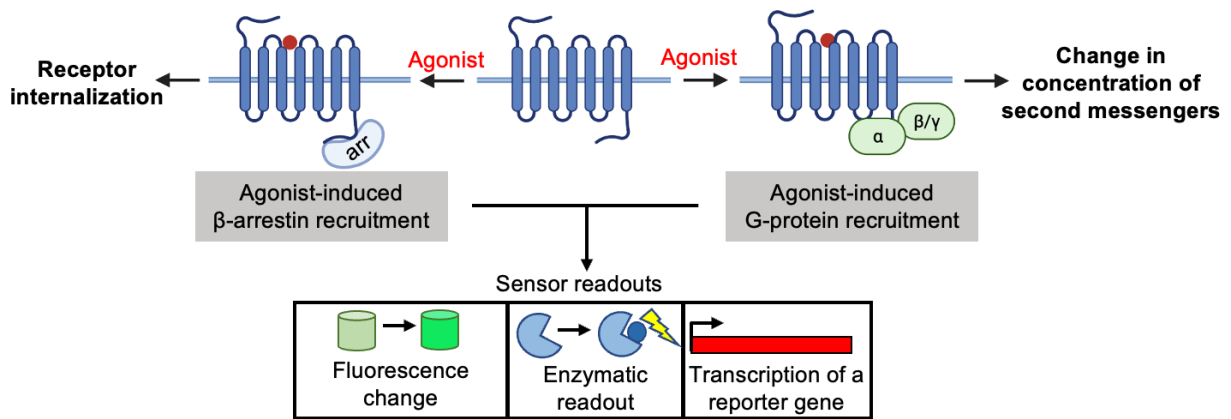 Receptor
internalization
Agonist
Agonist
Change in
concentration of
second messengers
arr
α
β/γ
Agonist-induced
β-arrestin recruitment
Agonist-induced
G-protein recruitment
Sensor readouts
Fluorescence
change
Enzymatic
readout
Transcription of a
reporter gene